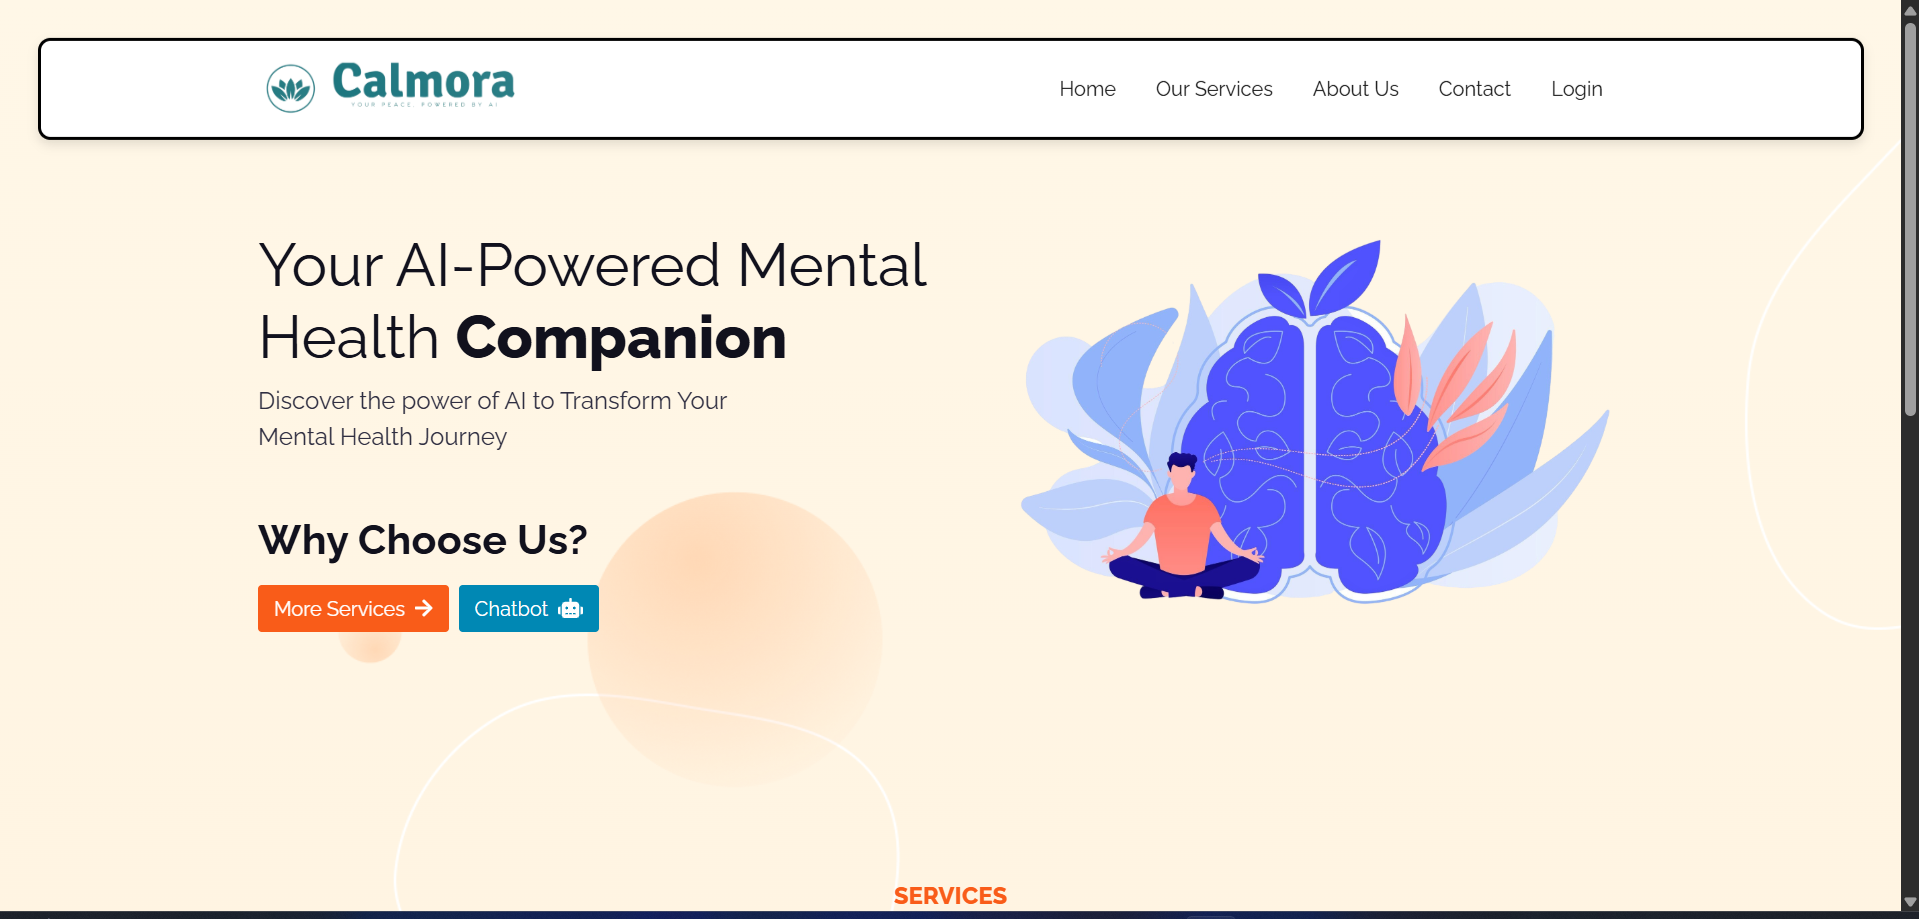 Calmora
YOUR PEACE. POWERED BY AI
Home
Our Services
About Us
Contact
Login
Your AI-Powered Mental
Health Companion
Discover the power of AI to Transform Your
Mental Health Journey
Why Choose Us?
More Services
Chatbot
SERVICES